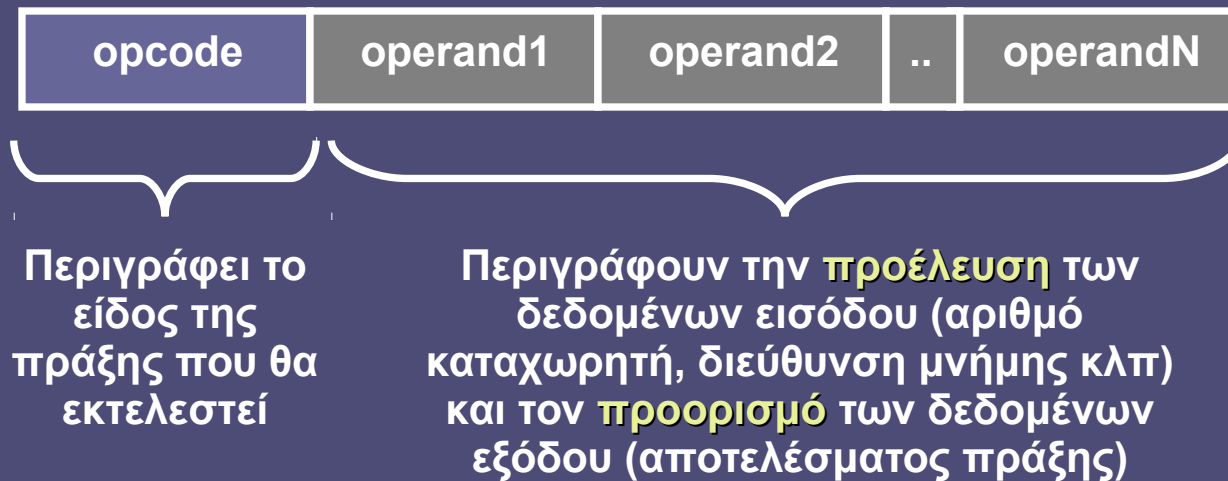 opcode operand1 operand2 .. operandN
Περιγράφει το
είδος της
πράξης που θα
εκτελεστεί
Περιγράφουν την προέλευση των
δεδομένων εισόδου (αριθμό
καταχωρητή, διεύθυνση μνήμης κλπ)
και τον προορισμό των δεδομένων
εξόδου (αποτελέσματος πράξης)